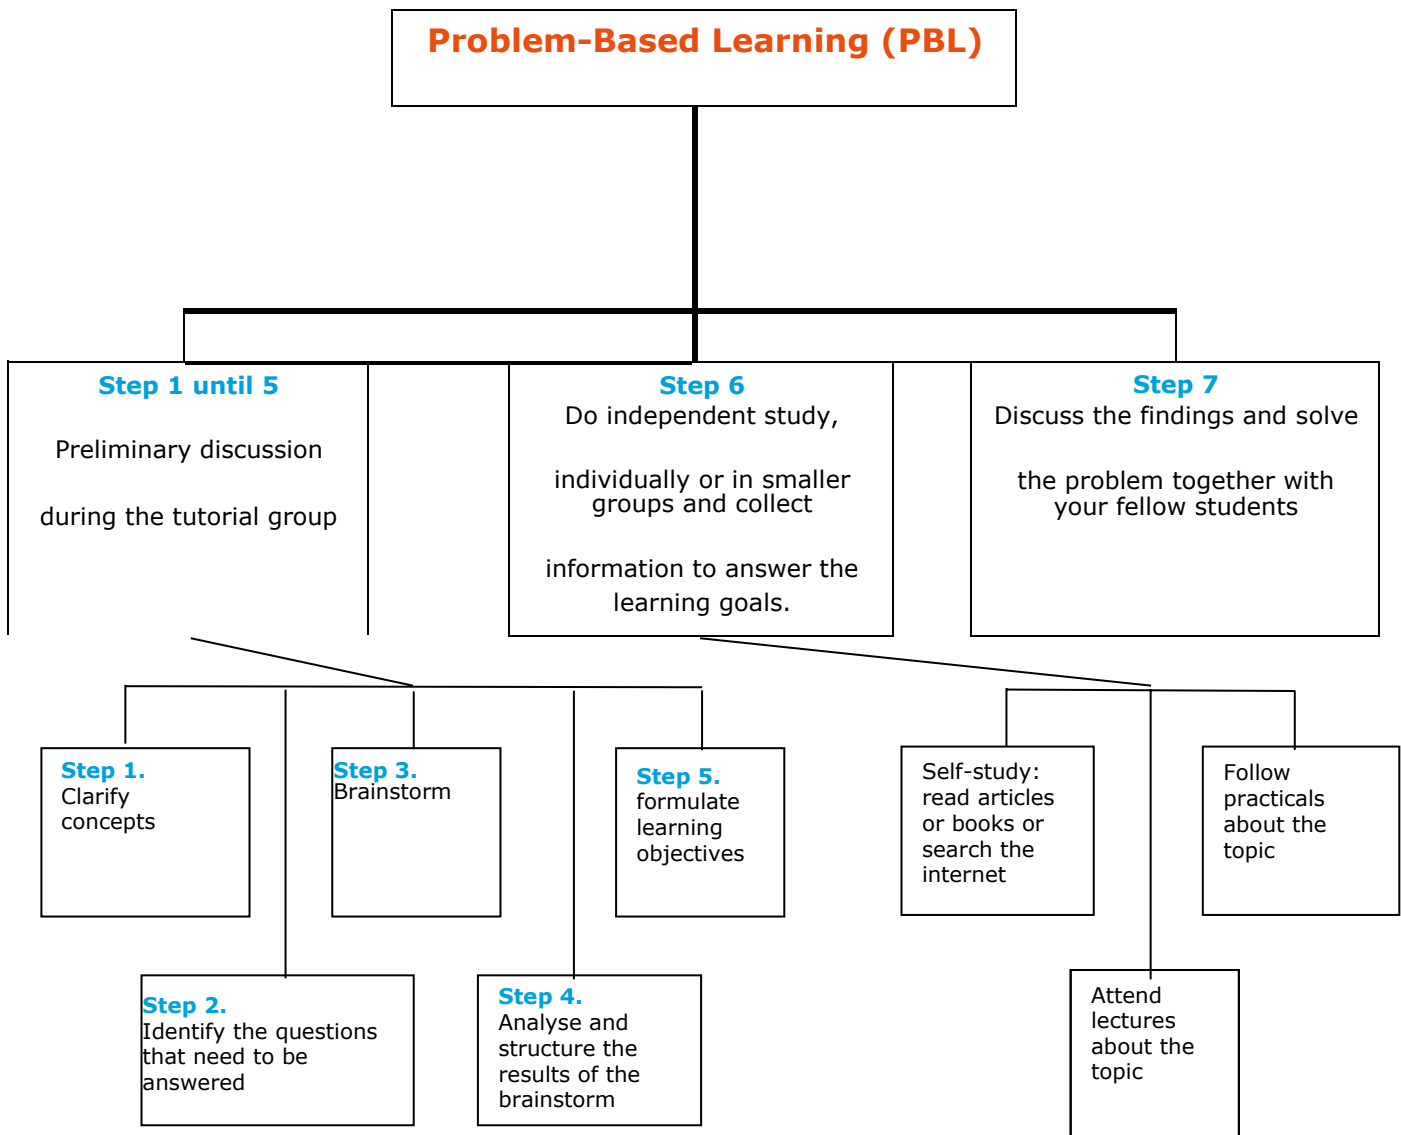 Problem-Based Learning (PBL)
Step 1 until 5
Preliminary discussion
during the tutorial group
Step 6
Do independent study,
individually or in smaller
groups and collect
information to answer the
learning goals.
Step 7
Discuss the findings and solve
the problem together with
your fellow students
Step 1.
Clarify
concepts
Step 2.
Identify the questions
that need to be
answered
Step 3.
Brainstorm
Step 4.
Analyse and
structure the
results of the
brainstorm
Step 5.
formulate
learning
objectives
Self-study:
read articles
or books or
search the
internet
Attend
lectures
about the
topic
Follow
practicals
about the
topic